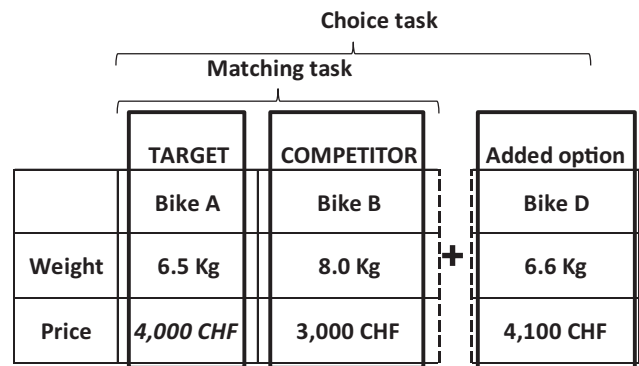 Choice task
Matching task
TARGET COMPETITOR Added option
Bike A Bike B Bike D
Weight 6.5 Kg 8.0 Kg + 6.6 Kg
Price 4,000 CHF 3,000 CHF 4,100 CHF